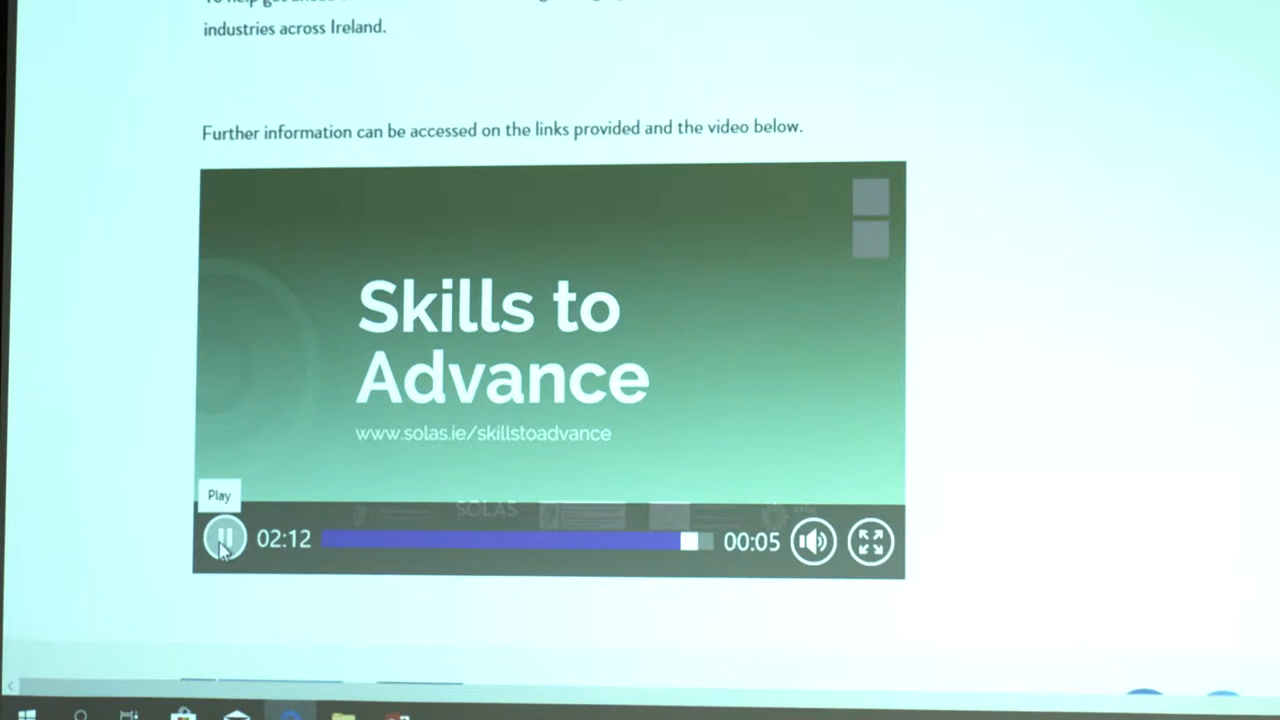 industries across Ireland.
Further information can be accessed on the links provided and the video below.
Skills to
Advance
www.solas.ie/skillstoadvance
Play
SOLAS
02:12
00:05